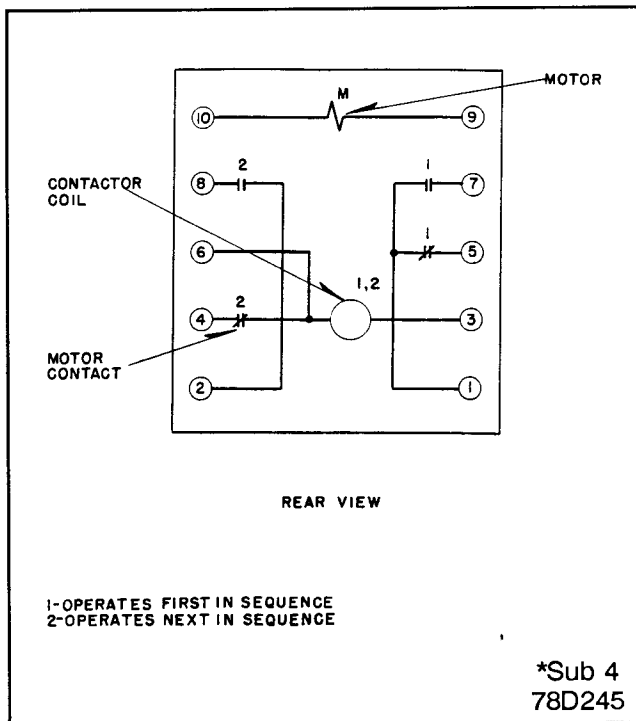 M
MOTOR
10
9
2
1
8
7
CONTACTOR
COIL
1
6
5
1,2
2
4
3
MOTOR
CONTACT
2
1
REAR VIEW
1-OPERATES FIRST IN SEQUENCE
2-OPERATES NEXT IN SEQUENCE
*Sub 4
78D245